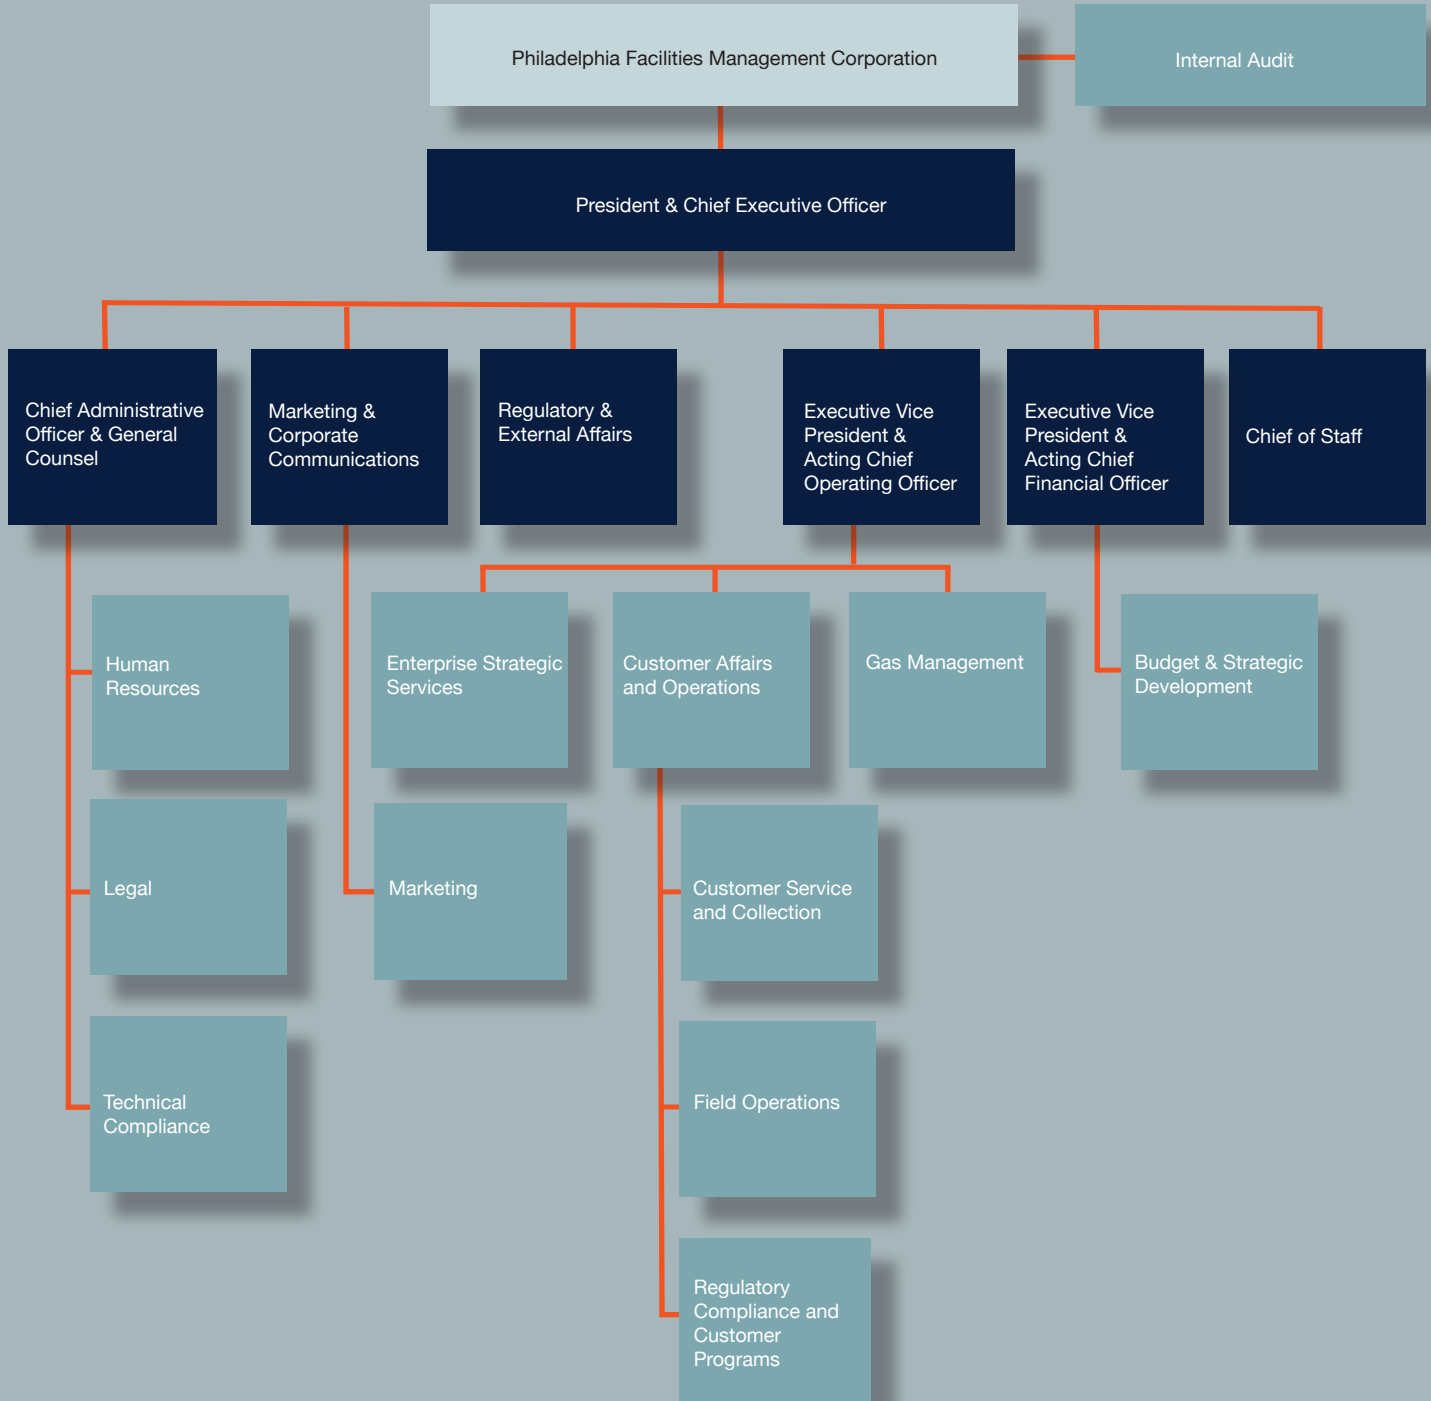 Philadelphia Facilities Management Corporation
Internal Audit
President & Chief Executive Officer
Chief Administrative
Officer & General
Counsel
Marketing &
Corporate
Communications
Regulatory &
External Affairs
Executive Vice
President &
Acting Chief
Operating Officer
Executive Vice
President &
Acting Chief
Financial Officer
Chief of Staff
Human
Resources
Enterprise Strategic
Services
Customer Affairs
and Operations
Gas Management
Budget & Strategic
Development
Legal
Marketing
Customer Service
and Collection
Technical
Compliance
Field Operations
Regulatory
Compliance and
Customer
Programs